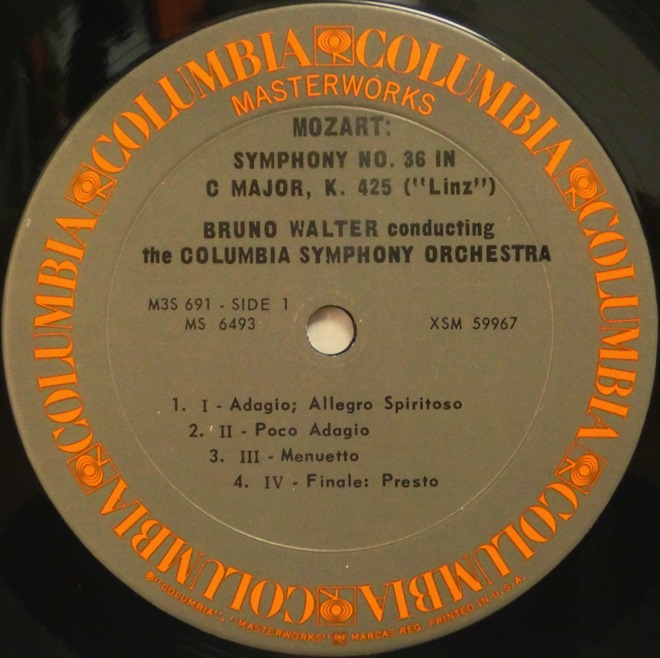 COLUMBIA COLUMBIA COLUMBIA COLUMBIA COLUMBIA COLUMBIA COLUMBIA COLUMBIA
MASTERWORKS
MOZART:
SYMPHONY NO. 36 IN
C MAJOR, K. 425 ("Linz")
BRUNO WALTER conducting
the COLUMBIA SYMPHONY ORCHESTRA
M3S 691 - SIDE 1
MS 6493
XSM 59967
1. I - Adagio; Allegro Spiritoso
2. II - Poco Adagio
3. III - Menuetto
4. IV - Finale: Presto
® "COLUMBIA", "MASTERWORKS" MARCAS REG. PRINTED IN U.S.A.